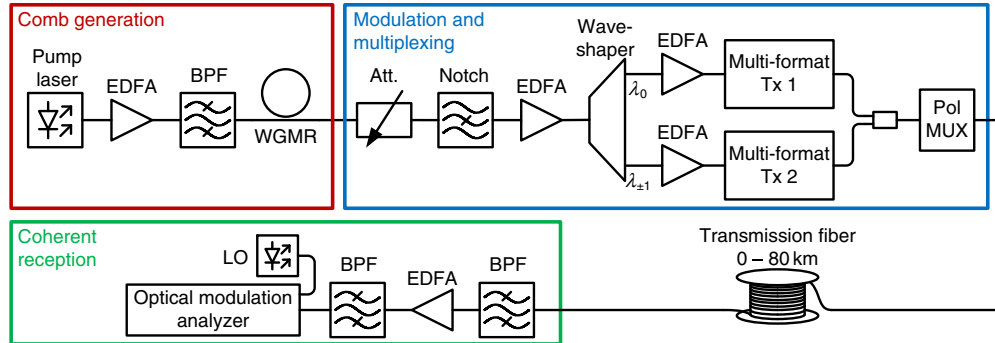 Comb generation
Pump
laser
EDFA
BPF
WGMR
Modulation and
multiplexing
Att.
Notch
EDFA
Wave-
shaper
λ0
λ±1
EDFA
Multi-format
Tx 1
EDFA
Multi-format
Tx 2
Pol
MUX
Coherent
reception
LO
Optical modulation
analyzer
BPF
EDFA
BPF
Transmission fiber
0 – 80 km